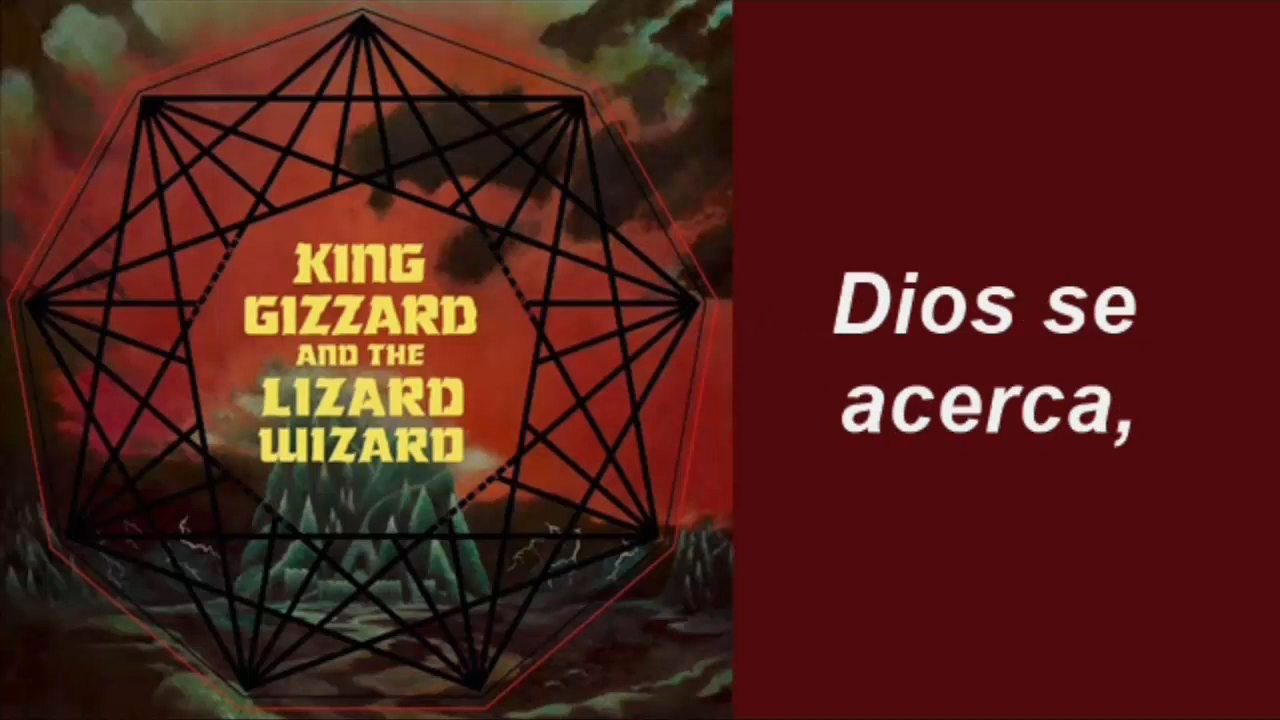 KING
GIZZARD
AND THE
LIZARD
WIZARD
Dios se
acerca,